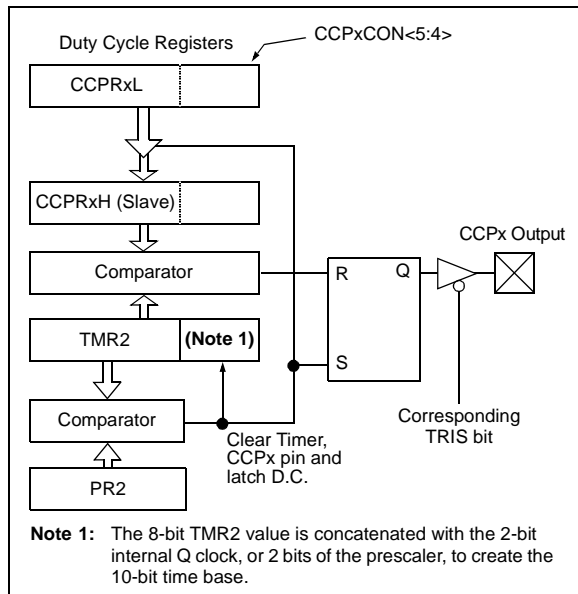 Duty Cycle Registers
CCPxCON<5:4>
CCPRxL
CCPRxH (Slave)
Comparator
TMR2
(Note 1)
Comparator
PR2
R
Q
S
CCPx Output
Corresponding
TRIS bit
Clear Timer,
CCPx pin and
latch D.C.
Note 1: The 8-bit TMR2 value is concatenated with the 2-bit
internal Q clock, or 2 bits of the prescaler, to create the
10-bit time base.